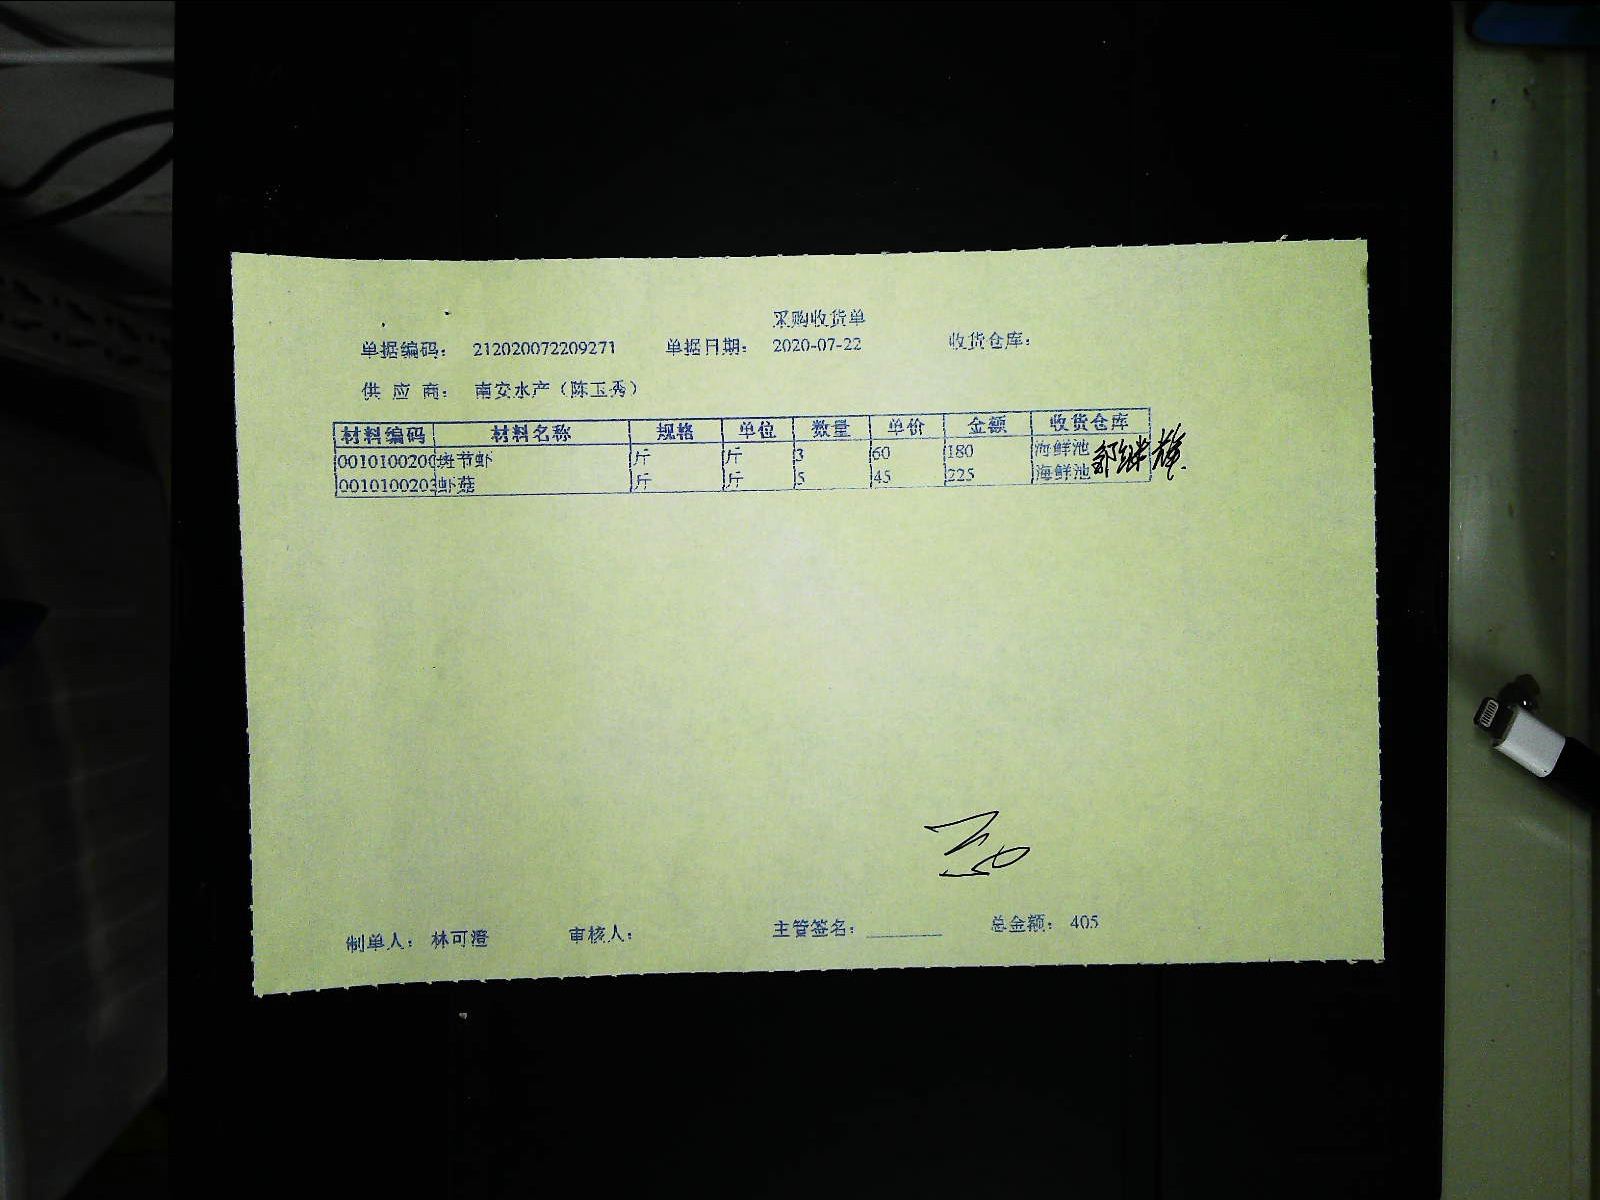 采购收货单
单据编码： 212020072209271 单据日期： 2020-07-22 收货仓库：
供应商： 南安水产（陈玉秀）
材料编码 材料名称 规格 单位 数量 单价 金额 收货仓库
0010100200 斑节虾 斤 斤 3 60 180 海鲜池
0010100203 虾菇 斤 斤 5 45 225 海鲜池
制单人： 林可澄 审核人： 主管签名： 总金额： 405